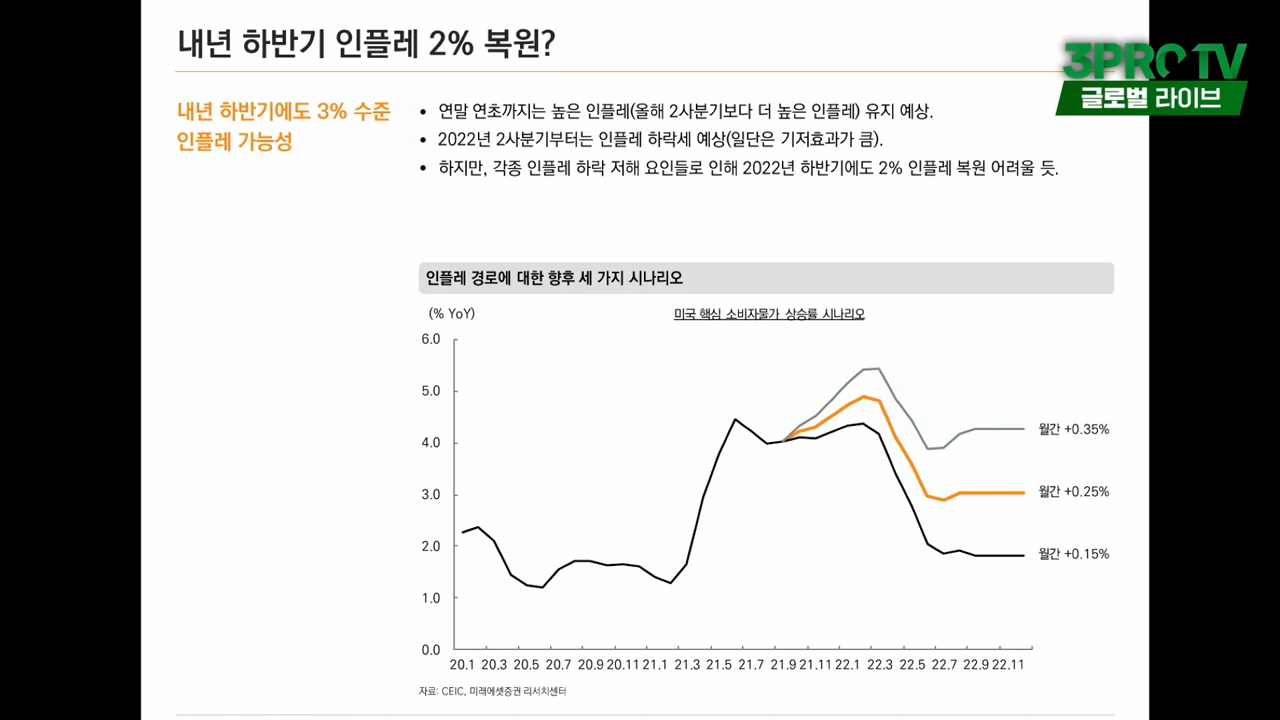 내년 하반기 인플레 2% 복원?
3PRO TV
글로벌 라이브
내년 하반기에도 3% 수준
인플레 가능성
• 연말 연초까지는 높은 인플레(올해 2사분기보다 더 높은 인플레) 유지 예상.
• 2022년 2사분기부터는 인플레 하락세 예상(일단은 기저효과가 큼).
• 하지만, 각종 인플레 하락 저해 요인들로 인해 2022년 하반기에도 2% 인플레 복원 어려울 듯.
인플레 경로에 대한 향후 세 가지 시나리오
(% YoY)
미국 핵심 소비자물가 상승률 시나리오
6.0
5.0
4.0
3.0
2.0
1.0
0.0
월간 +0.35%
월간 +0.25%
월간 +0.15%
20.1 20.3 20.5 20.7 20.9 20.11 21.1 21.3 21.5 21.7 21.9 21.11 22.1 22.3 22.5 22.7 22.9 22.11
자료: CEIC, 미래에셋증권 리서치센터